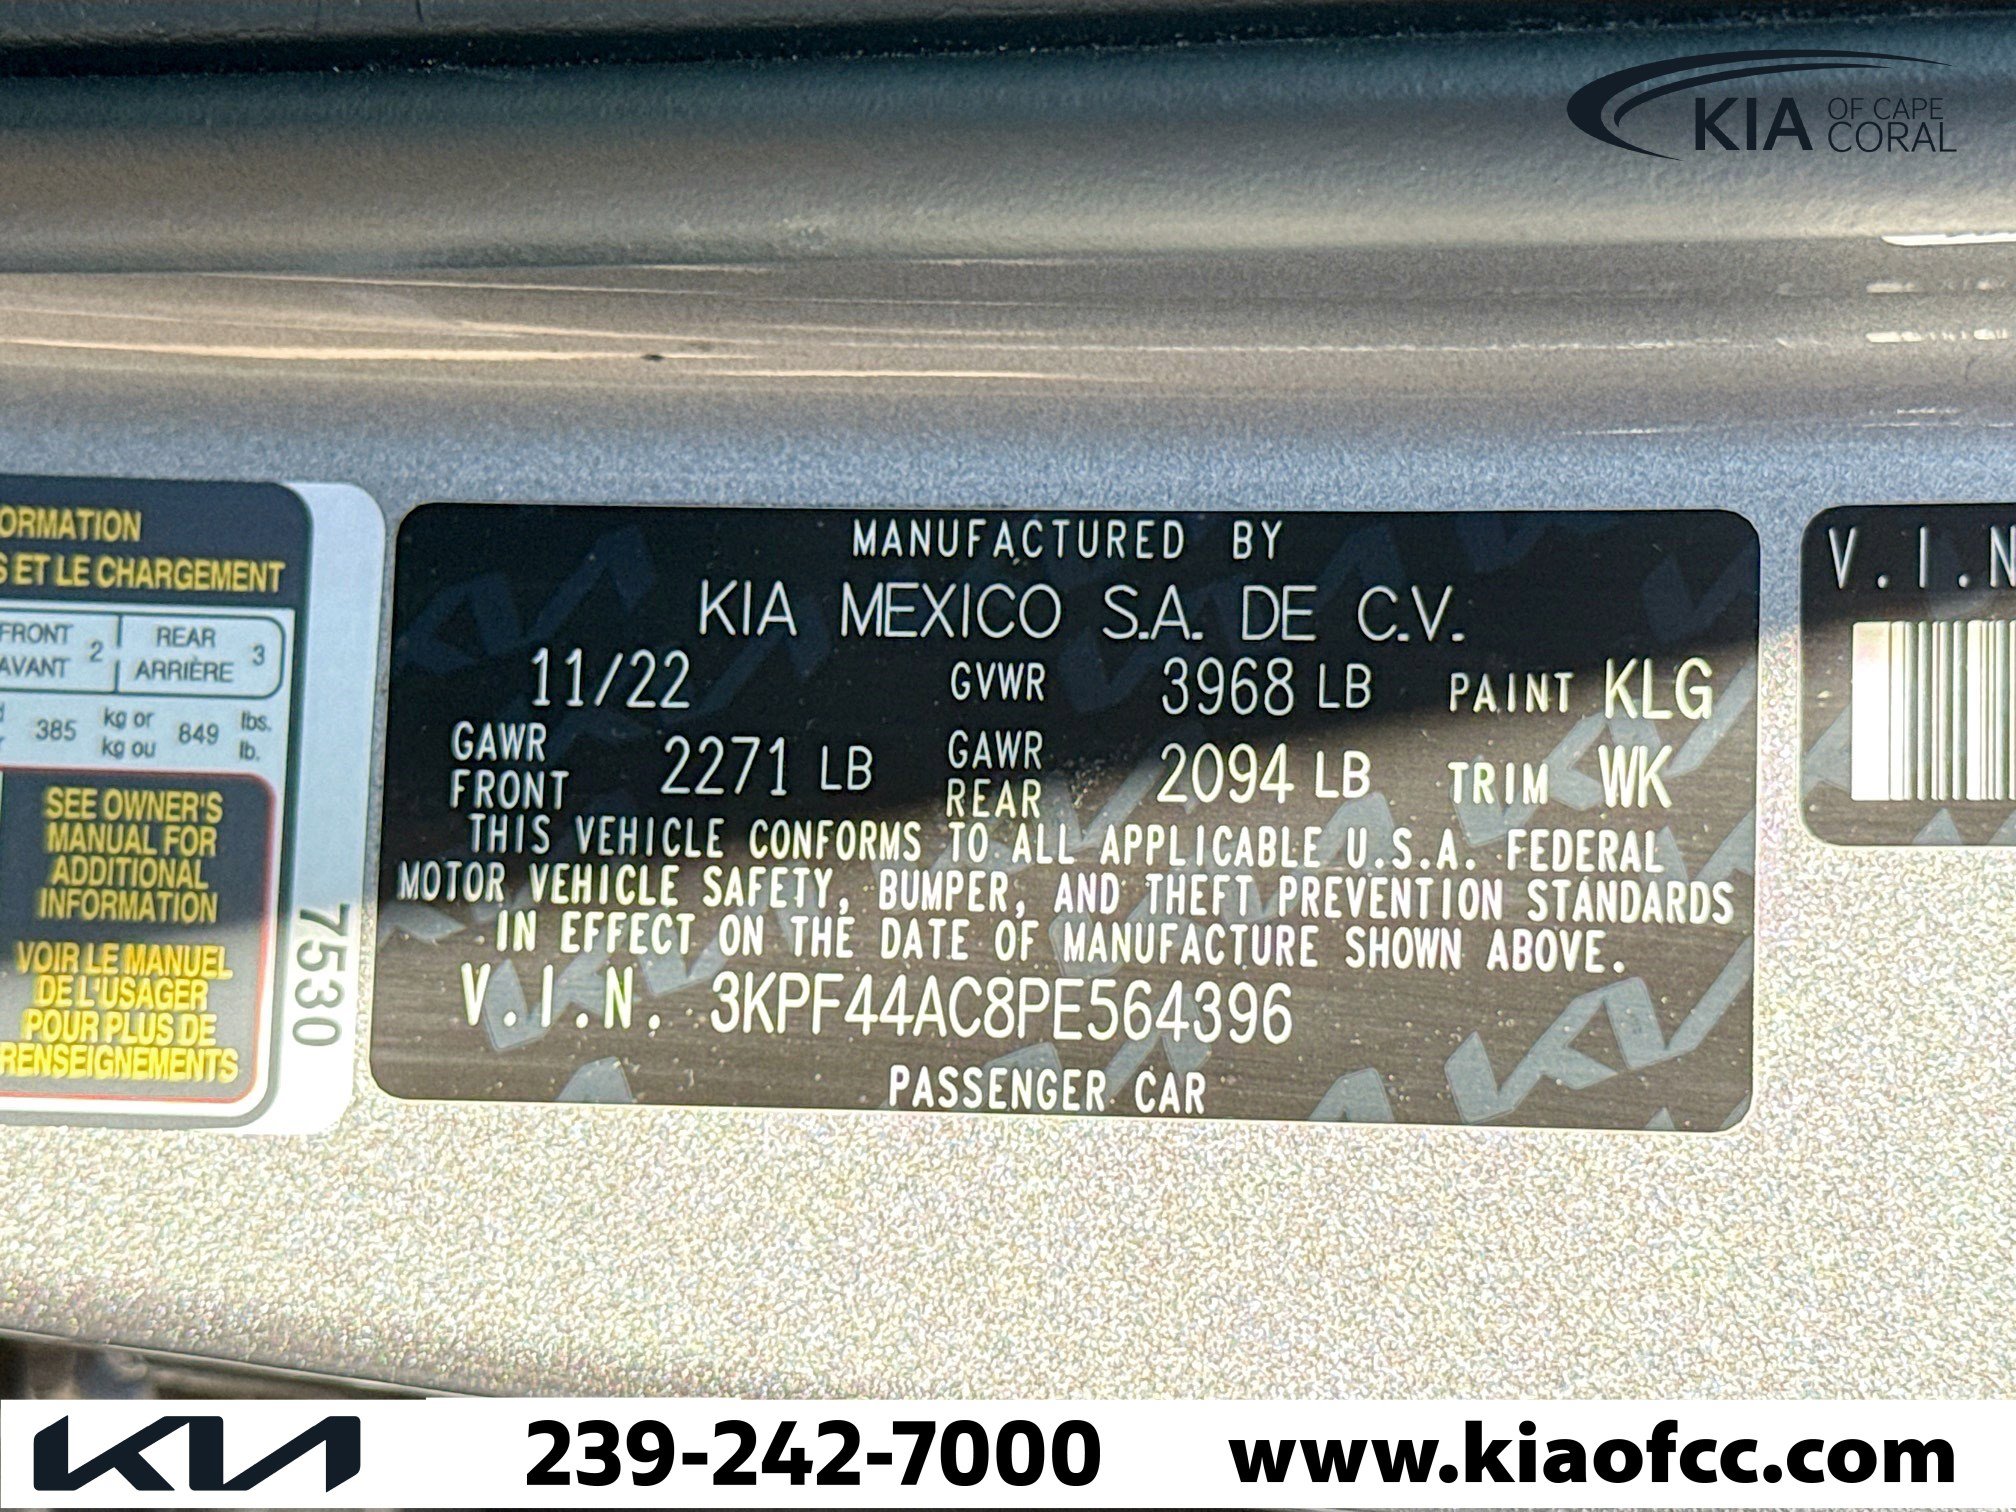 KIA OF CAPE CORAL
ORMATION
S ET LE CHARGEMENT
FRONT
AVANT 2
REAR
ARRIÈRE 3
385 kg or 849 lbs.
kg ou lb.
SEE OWNER'S
MANUAL FOR
ADDITIONAL
INFORMATION
VOIR LE MANUEL
DE L'USAGER
POUR PLUS DE
RENSEIGNEMENTS
7530
MANUFACTURED BY
KIA MEXICO S.A. DE C.V.
11/22 GVWR 3968 LB PAINT KLG
GAWR FRONT 2271 LB GAWR REAR 2094 LB TRIM WK
THIS VEHICLE CONFORMS TO ALL APPLICABLE U.S.A. FEDERAL
MOTOR VEHICLE SAFETY, BUMPER, AND THEFT PREVENTION STANDARDS
IN EFFECT ON THE DATE OF MANUFACTURE SHOWN ABOVE.
V.I.N. 3KPF44AC8PE564396
PASSENGER CAR
V.I.N
KIA 239-242-7000 www.kiaofcc.com